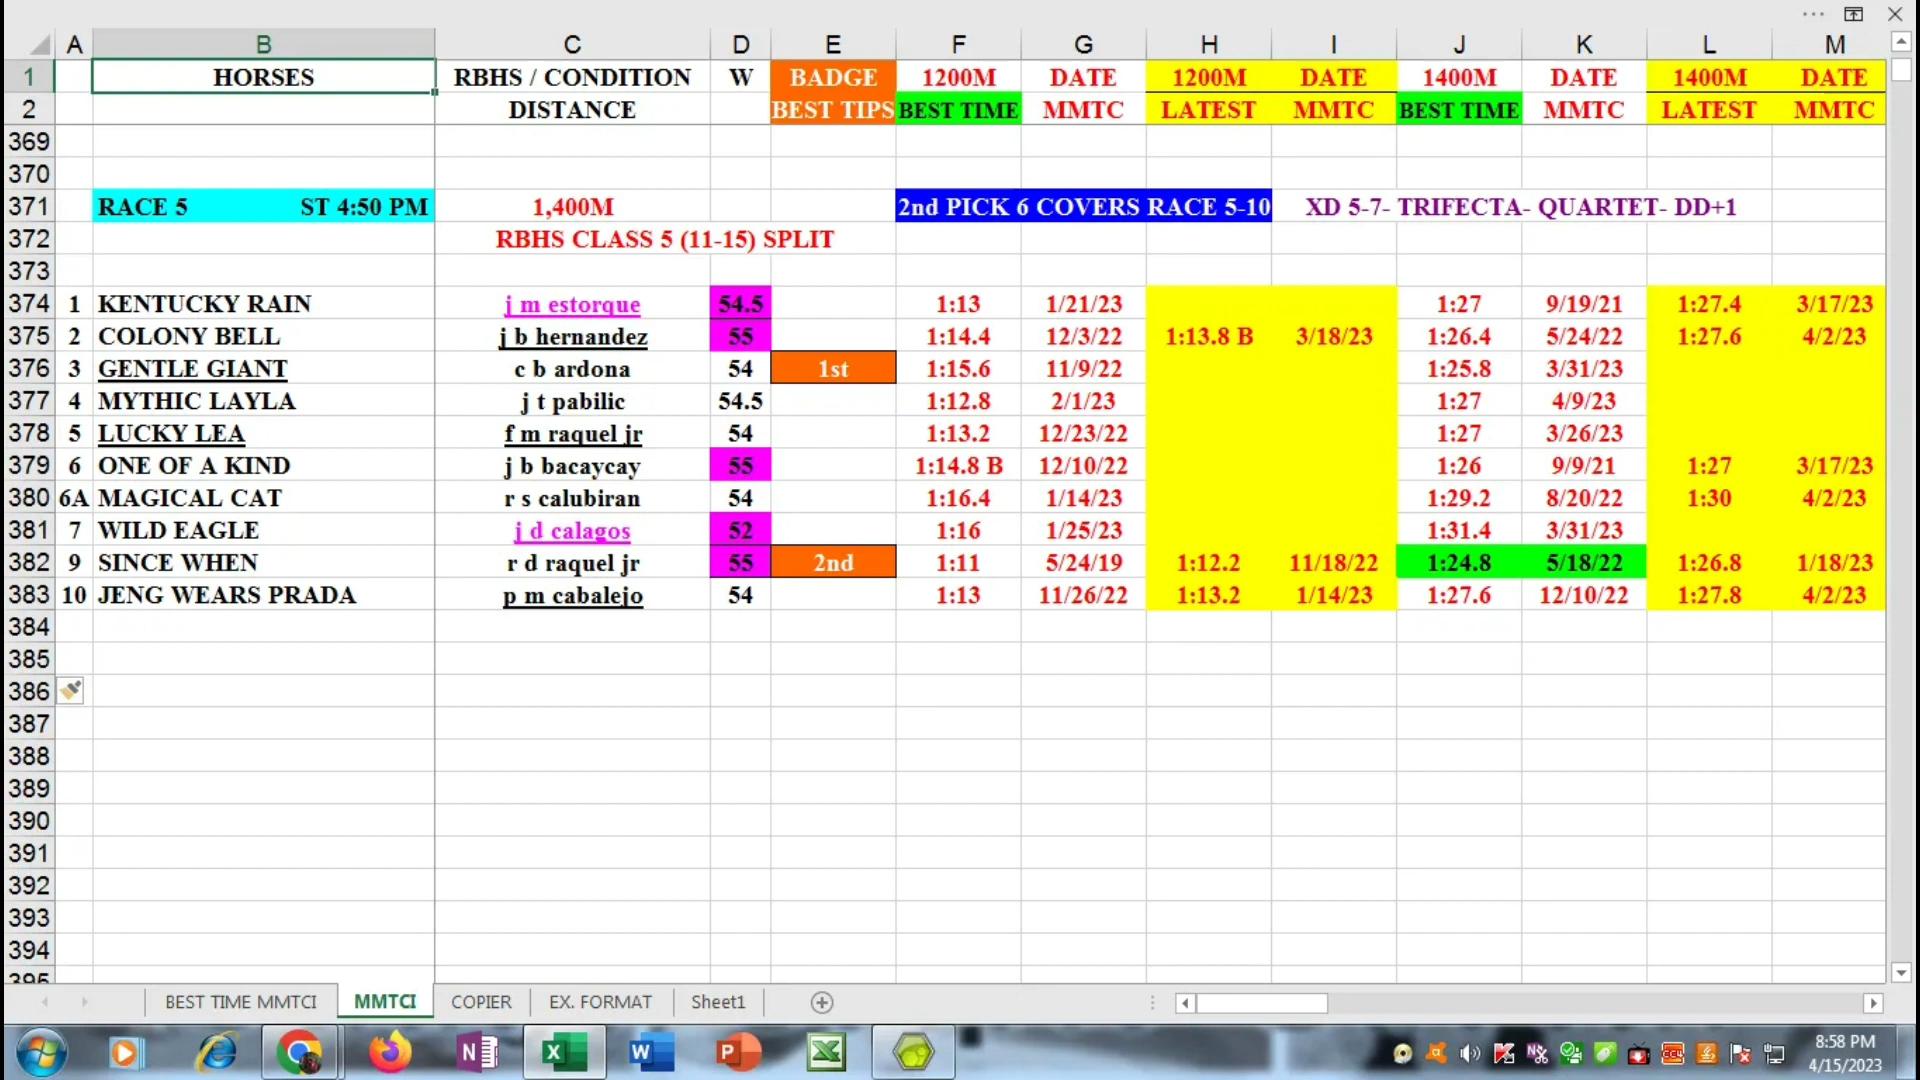 A B C D E F G H I J K L M
1 HORSES RBHS / CONDITION W BADGE 1200M DATE 1200M DATE 1400M DATE 1400M DATE
2 DISTANCE BEST TIPS BEST TIME MMTC LATEST MMTC BEST TIME MMTC LATEST MMTC
369
370
371 RACE 5 ST 4:50 PM 1,400M 2nd PICK 6 COVERS RACE 5-10 XD 5-7- TRIFECTA- QUARTET- DD+1
372 RBHS CLASS 5 (11-15) SPLIT
373
374 1 KENTUCKY RAIN j m estorque 54.5 1:13 1/21/23 1:27 9/19/21 1:27.4 3/17/23
375 2 COLONY BELL j b hernandez 55 1:14.4 12/3/22 1:13.8 B 3/18/23 1:26.4 5/24/22 1:27.6 4/2/23
376 3 GENTLE GIANT c b ardona 54 1st 1:15.6 11/9/22 1:25.8 3/31/23
377 4 MYTHIC LAYLA j t pabilic 54.5 1:12.8 2/1/23 1:27 4/9/23
378 5 LUCKY LEA f m raquel jr 54 1:13.2 12/23/22 1:27 3/26/23
379 6 ONE OF A KIND j b bacaycay 55 1:14.8 B 12/10/22 1:26 9/9/21 1:27 3/17/23
380 6A MAGICAL CAT r s calubiran 54 1:16.4 1/14/23 1:29.2 8/20/22 1:30 4/2/23
381 7 WILD EAGLE j d calagos 52 1:16 1/25/23 1:31.4 3/31/23
382 9 SINCE WHEN r d raquel jr 55 2nd 1:11 5/24/19 1:12.2 11/18/22 1:24.8 5/18/22 1:26.8 1/18/23
383 10 JENG WEARS PRADA p m cabalejo 54 1:13 11/26/22 1:13.2 1/14/23 1:27.6 12/10/22 1:27.8 4/2/23
384
385
386
387
388
389
390
391
392
393
394
395
BEST TIME MMTCI MMTCI COPIER EX. FORMAT Sheet1
8:58 PM
4/15/2023